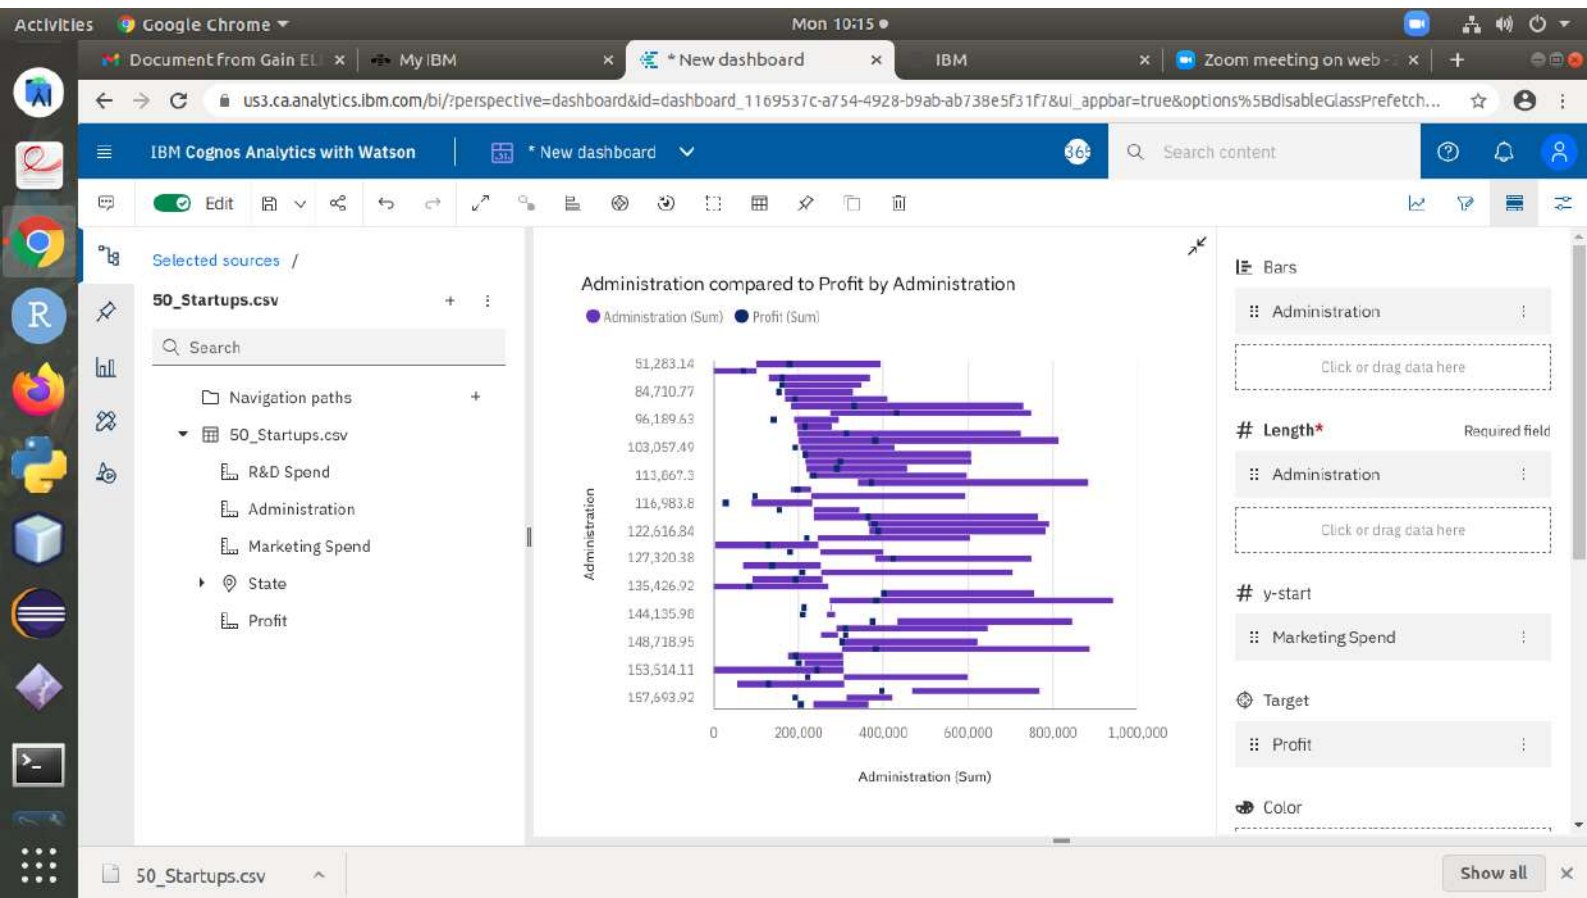 Activities Google Chrome Mon 10:15
Document from Gain EL My IBM * New dashboard IBM Zoom meeting on web -
us3.ca.analytics.ibm.com/bi/?perspective=dashboard&id=dashboard_1169537c-a754-4928-b9ab-ab738e5f31f7&ui_appbar=true&options%5BdisableGlassPrefetch...
IBM Cognos Analytics with Watson * New dashboard 365 Search content
Edit
Selected sources /
50_Startups.csv
Search
Navigation paths
50_Startups.csv
R&D Spend
Administration
Marketing Spend
State
Profit
Administration compared to Profit by Administration
Administration (Sum) Profit (Sum)
51,283.14
84,710.77
96,189.63
103,057.49
113,867.3
116,983.8
122,616.84
127,320.38
135,426.92
144,135.98
148,718.95
153,514.11
157,693.92
Administration
0 200,000 400,000 600,000 800,000 1,000,000
Administration (Sum)
Bars
Administration
Click or drag data here
# Length* Required field
Administration
Click or drag data here
# y-start
Marketing Spend
Target
Profit
Color
50_Startups.csv
Show all